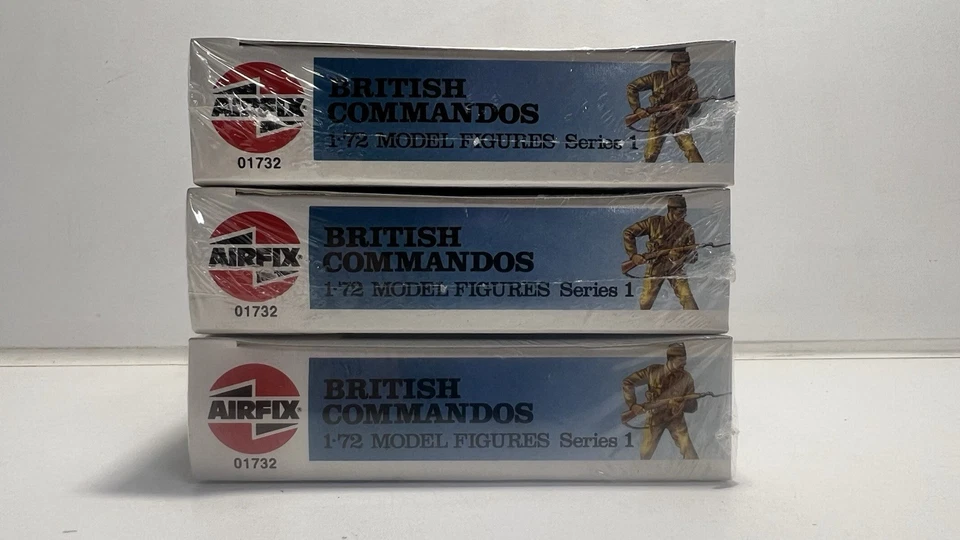 AIRFIX
01732
BRITISH
COMMANDOS
1·72 MODEL FIGURES Series 1
AIRFIX®
01732
BRITISH
COMMANDOS
1·72 MODEL FIGURES Series 1
AIRFIX®
01732
BRITISH
COMMANDOS
1·72 MODEL FIGURES Series 1